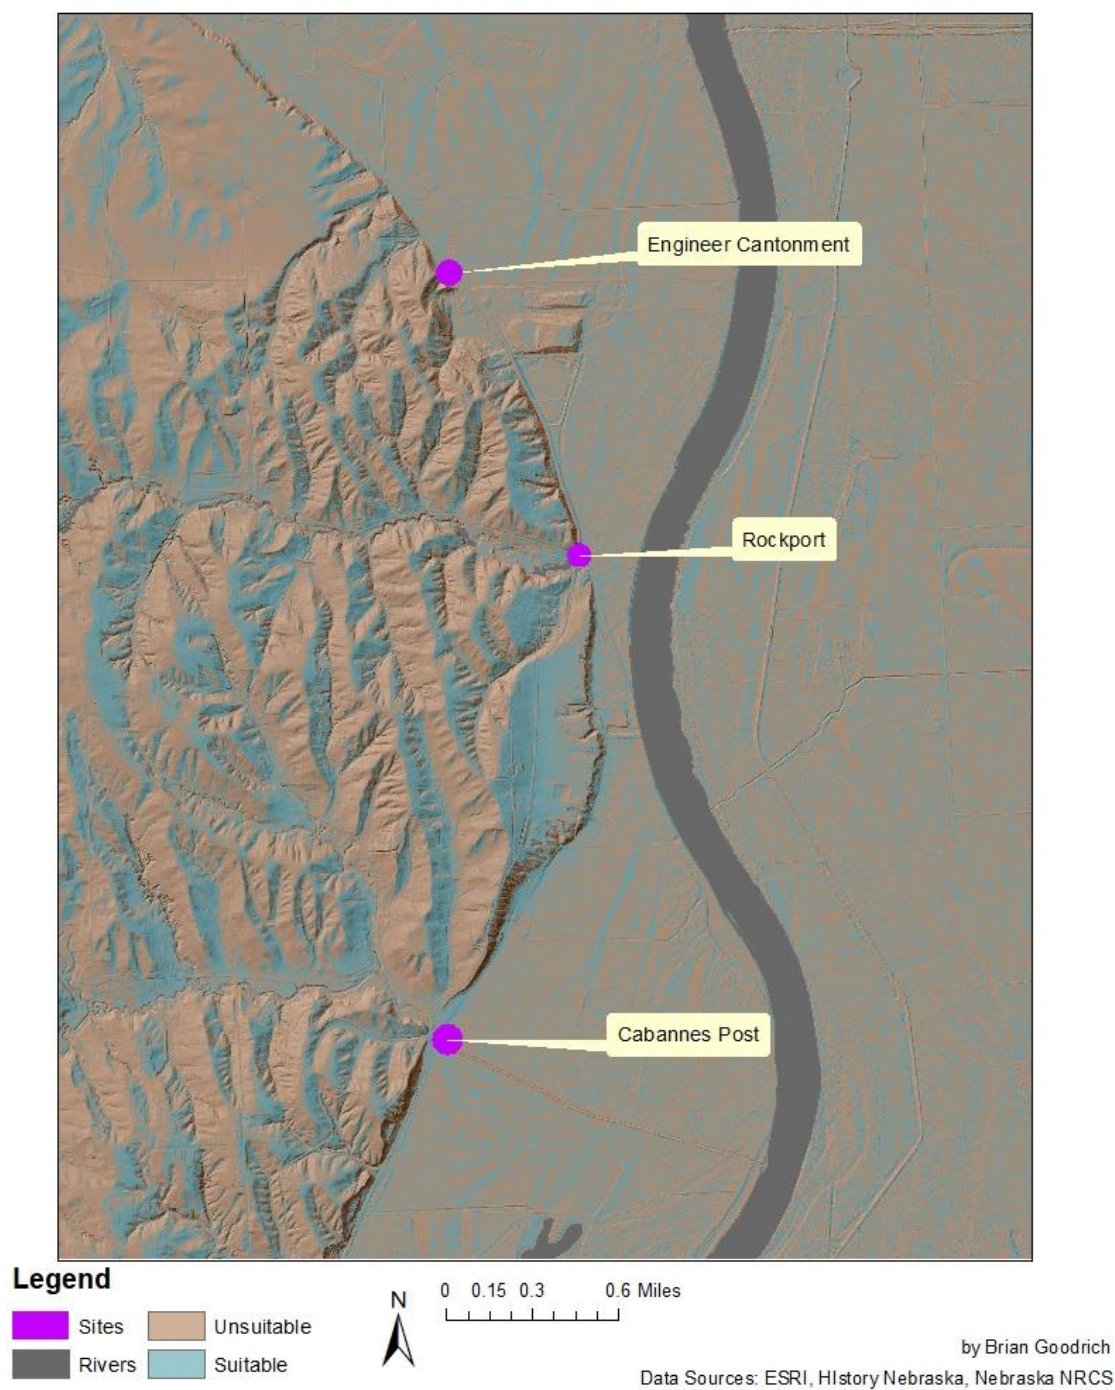 Engineer Cantonment
Rockport
Cabannes Post
Legend
Sites
Unsuitable
Rivers
Suitable
N
0 0.15 0.3 0.6 Miles
by Brian Goodrich
Data Sources: ESRI, HIstory Nebraska, Nebraska NRCS